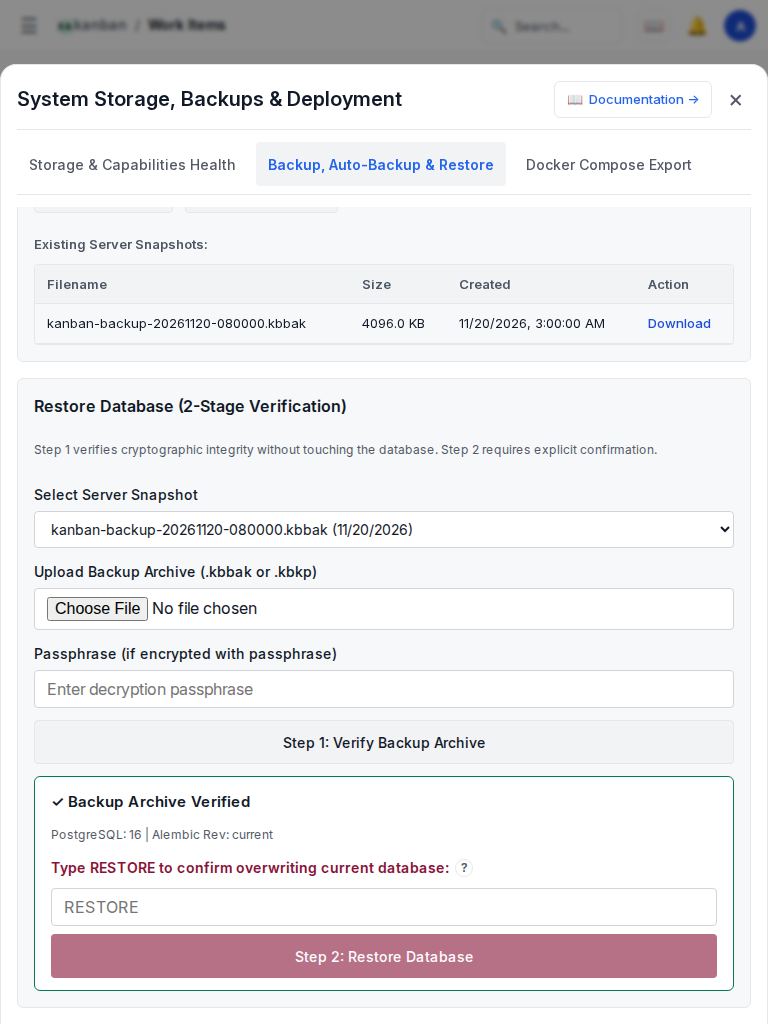 kanban / Work Items
Search...
A
System Storage, Backups & Deployment
Documentation →
Storage & Capabilities Health
Backup, Auto-Backup & Restore
Docker Compose Export
Existing Server Snapshots:
Filename Size Created Action
kanban-backup-20261120-080000.kbbak 4096.0 KB 11/20/2026, 3:00:00 AM Download
Restore Database (2-Stage Verification)
Step 1 verifies cryptographic integrity without touching the database. Step 2 requires explicit confirmation.
Select Server Snapshot
kanban-backup-20261120-080000.kbbak (11/20/2026)
Upload Backup Archive (.kbbak or .kbkp)
Choose File No file chosen
Passphrase (if encrypted with passphrase)
Enter decryption passphrase
Step 1: Verify Backup Archive
✓ Backup Archive Verified
PostgreSQL: 16 | Alembic Rev: current
Type RESTORE to confirm overwriting current database: ?
RESTORE
Step 2: Restore Database